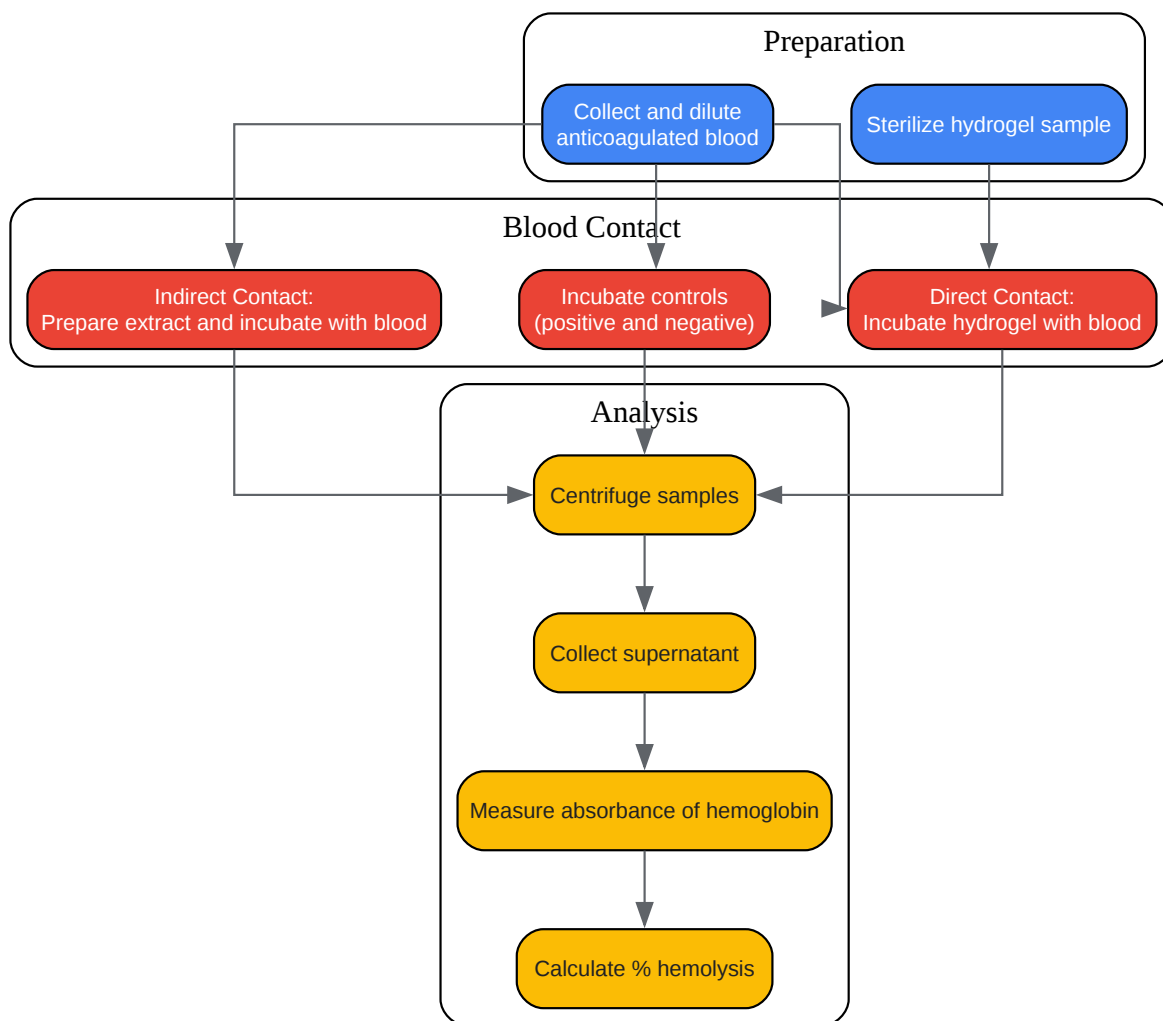 Preparation
Collect and dilute
anticoagulated blood
Sterilize hydrogel sample
Blood Contact
Indirect Contact:
Prepare extract and incubate with blood
Incubate controls
(positive and negative)
Direct Contact:
Incubate hydrogel with blood
Analysis
Centrifuge samples
Collect supernatant
Measure absorbance of hemoglobin
Calculate % hemolysis